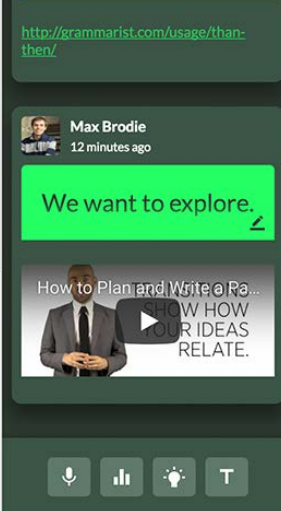 http://grammarist.com/usage/than-
then/
Max Brodie
12 minutes ago
We want to explore.
How to Plan and Write a Pa...
TRANSITIONS
SHOW HOW
YOUR IDEAS
RELATE.
T